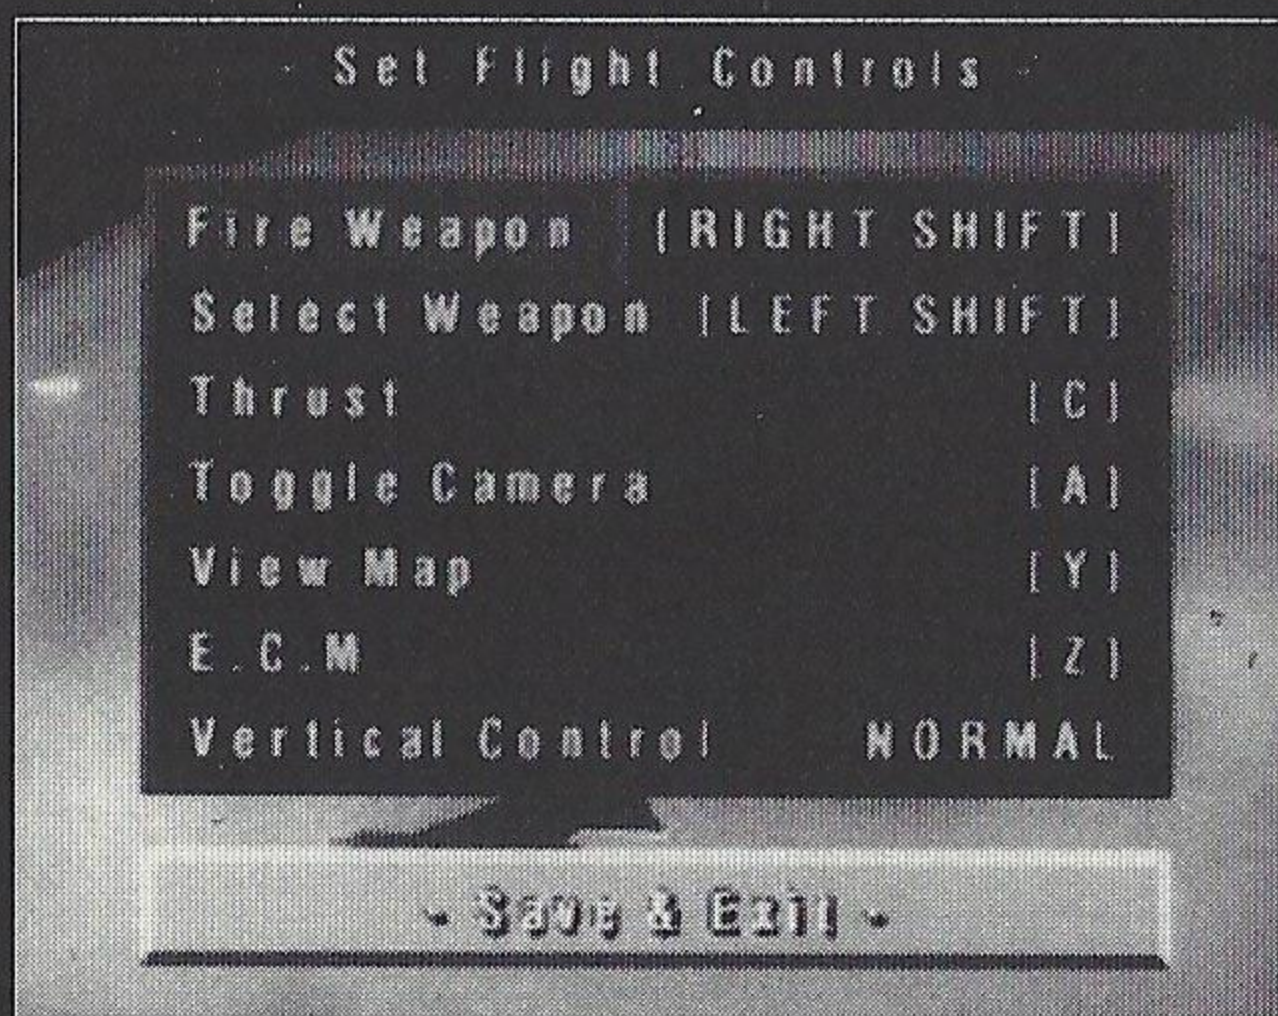 - Set Flight Controls -
Fire Weapon [RIGHT SHIFT]
Select Weapon [LEFT SHIFT]
Thrust [C]
Toggle Camera [A]
View Map [Y]
E.C.M [Z]
Vertical Control NORMAL
- Save & Exit -